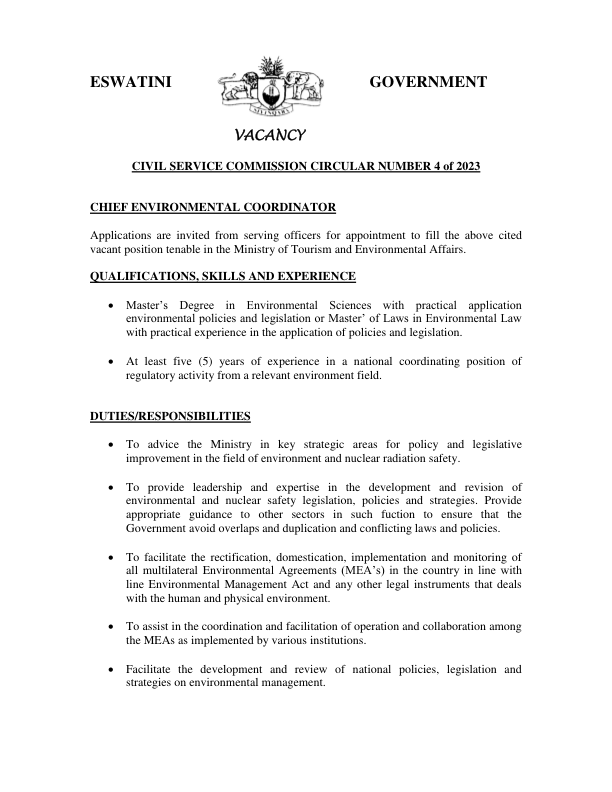 ESWATINI GOVERNMENT
SIYINQABA
VACANCY
CIVIL SERVICE COMMISSION CIRCULAR NUMBER 4 of 2023
CHIEF ENVIRONMENTAL COORDINATOR
Applications are invited from serving officers for appointment to fill the above cited
vacant position tenable in the Ministry of Tourism and Environmental Affairs.
QUALIFICATIONS, SKILLS AND EXPERIENCE
• Master's Degree in Environmental Sciences with practical application
environmental policies and legislation or Master' of Laws in Environmental Law
with practical experience in the application of policies and legislation.
• At least five (5) years of experience in a national coordinating position of
regulatory activity from a relevant environment field.
DUTIES/RESPONSIBILITIES
• To advice the Ministry in key strategic areas for policy and legislative
improvement in the field of environment and nuclear radiation safety.
• To provide leadership and expertise in the development and revision of
environmental and nuclear safety legislation, policies and strategies. Provide
appropriate guidance to other sectors in such fuction to ensure that the
Government avoid overlaps and duplication and conflicting laws and policies.
• To facilitate the rectification, domestication, implementation and monitoring of
all multilateral Environmental Agreements (MEA's) in the country in line with
line Environmental Management Act and any other legal instruments that deals
with the human and physical environment.
• To assist in the coordination and facilitation of operation and collaboration among
the MEAs as implemented by various institutions.
• Facilitate the development and review of national policies, legislation and
strategies on environmental management.